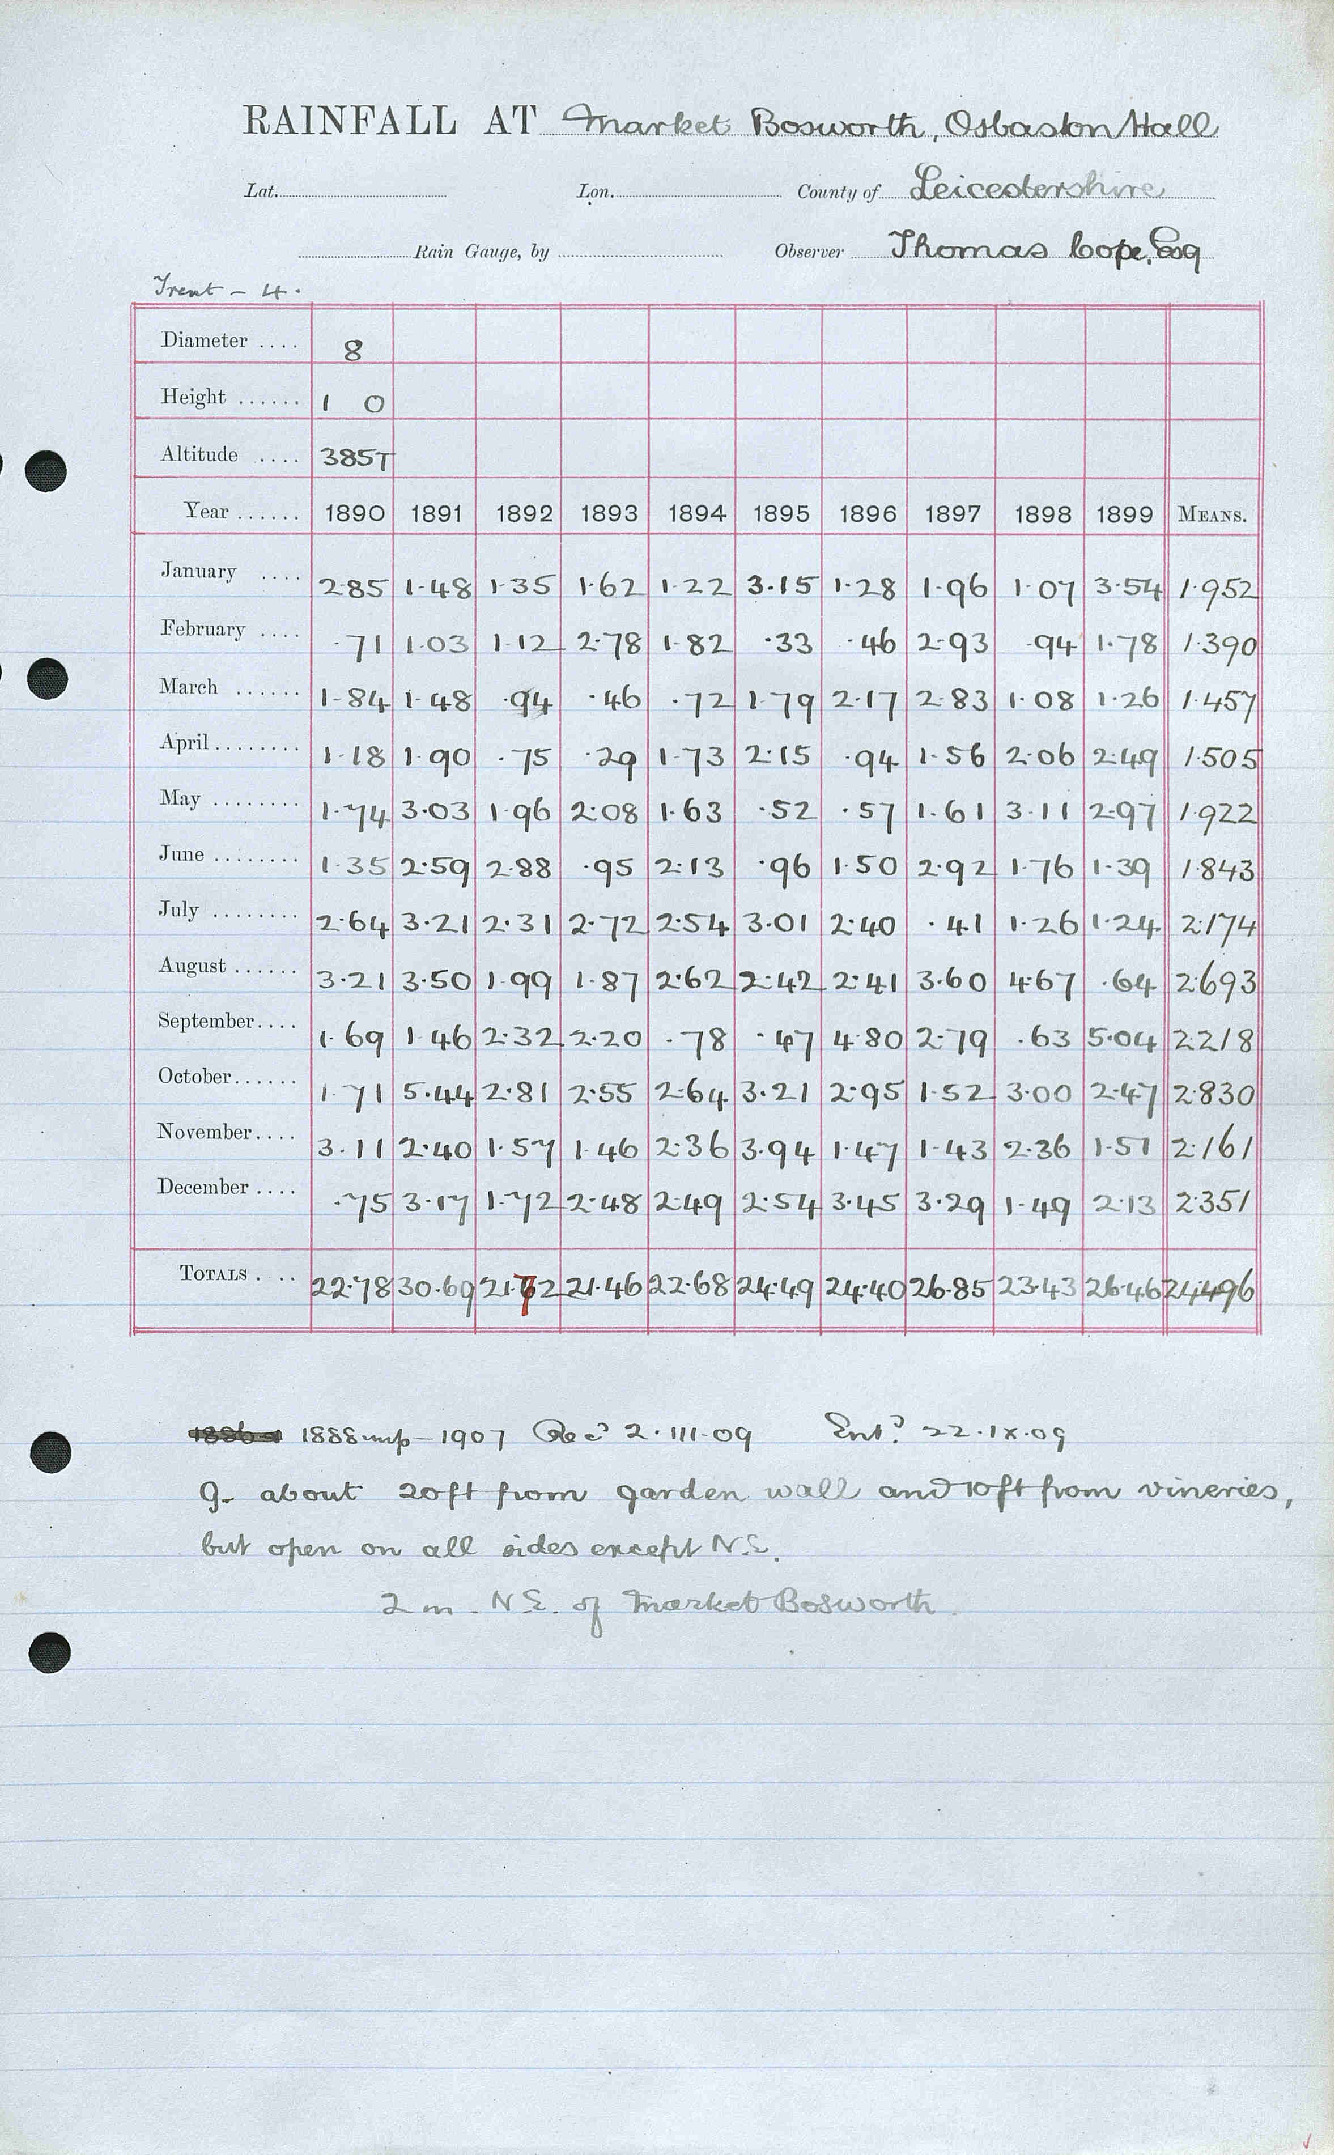 RAINFALL AT Market Bosworth, Osbaston Hall
Lat. Lon. County of Leicestershire
Rain Gauge, by Observer Thomas Cope, Esq
Trent - 4.
Diameter .... 8
Height ...... 1 0
Altitude .... 385T
Year ...... 1890 1891 1892 1893 1894 1895 1896 1897 1898 1899 MEANS.
January .... 2.85 1.48 1.35 1.62 1.22 3.15 1.28 1.96 1.07 3.54 1.952
February .... .71 1.03 1.12 2.78 1.82 .33 .46 2.93 .94 1.78 1.390
March ...... 1.84 1.48 .94 .46 .72 1.79 2.17 2.83 1.08 1.26 1.457
April ........ 1.18 1.90 .75 .29 1.73 2.15 .94 1.56 2.06 2.49 1.505
May ........ 1.74 3.03 1.96 2.08 1.63 .52 .57 1.61 3.11 2.97 1.922
June ........ 1.35 2.59 2.88 .95 2.13 .96 1.50 2.92 1.76 1.39 1.843
July ........ 2.64 3.21 2.31 2.72 2.54 3.01 2.40 .41 1.26 1.24 2.174
August ...... 3.21 3.50 1.99 1.87 2.62 2.42 2.41 3.60 4.67 .64 2.693
September .... 1.69 1.46 2.32 2.20 .78 .47 4.80 2.79 .63 5.04 2.218
October ...... 1.71 5.44 2.81 2.55 2.64 3.21 2.95 1.52 3.00 2.47 2.830
November .... 3.11 2.40 1.57 1.46 2.36 3.94 1.47 1.43 2.36 1.51 2.161
December .... .75 3.17 1.72 2.48 2.49 2.54 3.45 3.29 1.49 2.13 2.351
TOTALS . .. 22.78 30.69 21.72 21.46 22.68 24.49 24.40 26.85 23.43 26.46 24.496
1888 - 1907 Recd 2.III.09 Entd 22.IX.09
G. about 20ft from garden wall and 10ft from vineries,
but open on all sides except N.E.
2 m. N.E. of Market Bosworth.